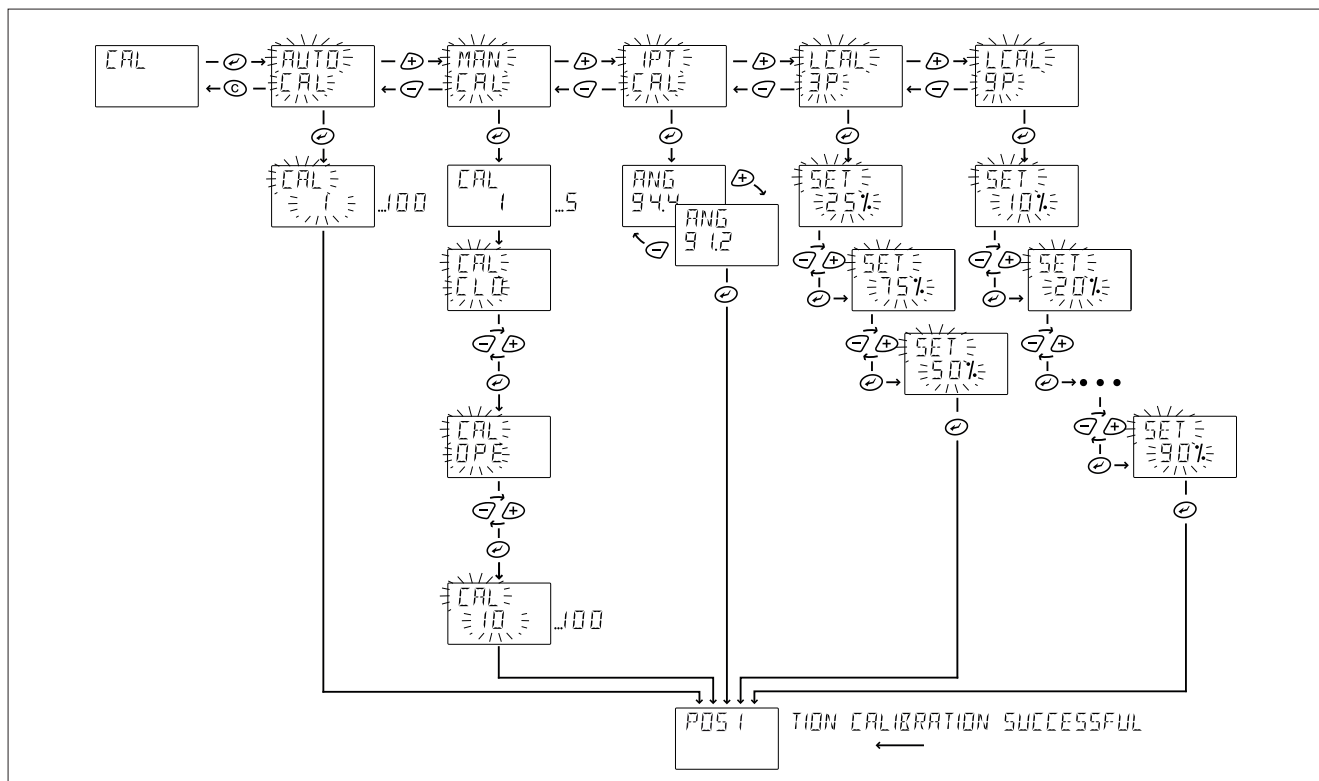 CAL
AUTO
CAL
MAN
CAL
1PT
CAL
LCAL
3P
LCAL
9P
C
CAL
1
...100
CAL
1
...5
ANG
94.4
ANG
91.2
SET
25%
SET
10%
CAL
CLO
SET
75%
SET
20%
SET
50%
CAL
OPE
SET
90%
CAL
10
...100
POSI TION CALIBRATION SUCCESSFUL